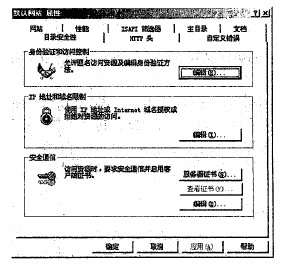 默认网站 属性
网站 性能 ISAPI 筛选器 主目录 文档
目录安全性 HTTP 头 自定义错误
身份验证和访问控制
允许匿名访问资源及编辑身份验证方
法。
编辑(E)...
IP 地址和域名限制
使用 IP 地址或 Internet 域名授权或
拒绝对资源的访问。
编辑(I)...
安全通信
访问资源时，要求安全通信并启用客
户端证书。
服务器证书(S)...
查看证书(V)...
编辑(D)...
确定 取消 应用(A) 帮助